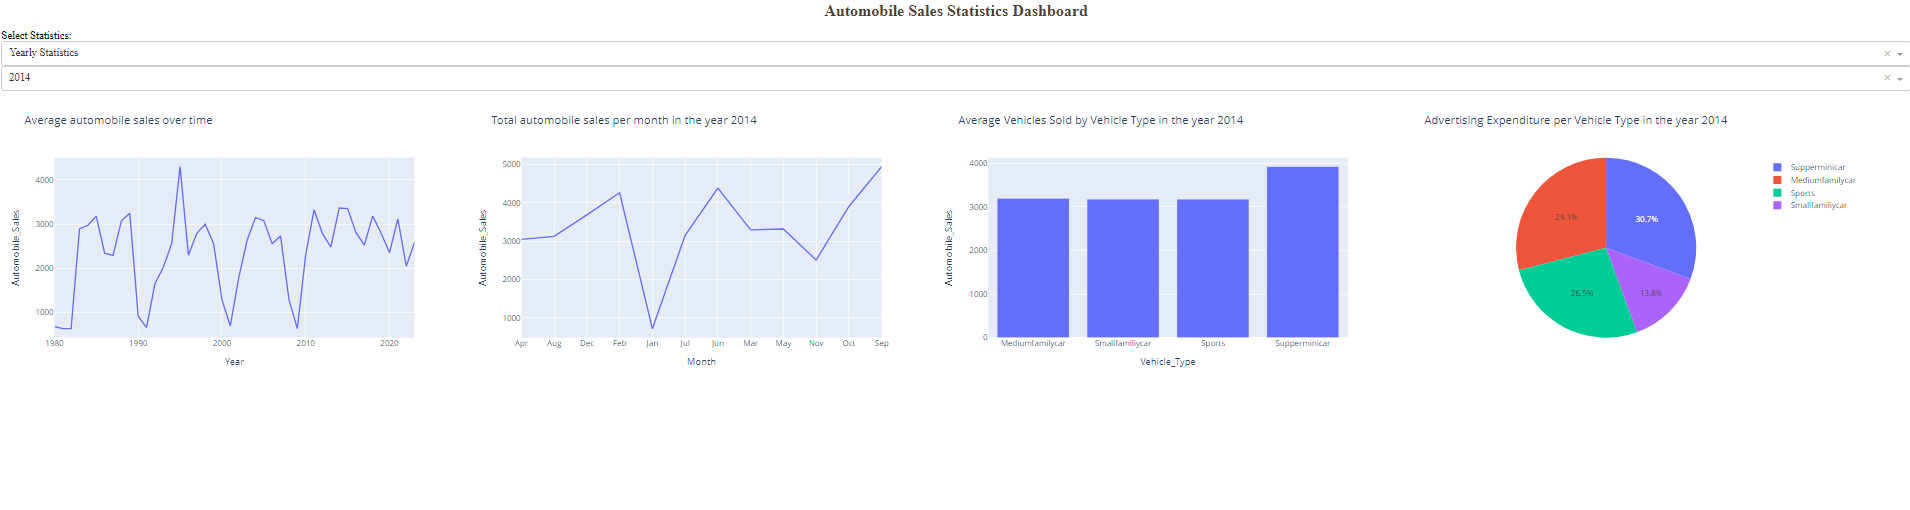 Automobile Sales Statistics Dashboard
Select Statistics:
Yearly Statistics
2014
Average automobile sales over time
4000
3000
2000
1000
1980 1990 2000 2010 2020
Automobile_Sales
Year
Total automobile sales per month in the year 2014
5000
4000
3000
2000
1000
Apr Aug Dec Feb Jan Jul Jun Mar May Nov Oct Sep
Automobile_Sales
Month
Average Vehicles Sold by Vehicle Type in the year 2014
4000
3000
2000
1000
0
Mediumfamilycar Smallfamiliycar Sports Supperminicar
Automobile_Sales
Vehicle_Type
Advertising Expenditure per Vehicle Type in the year 2014
29.1%
30.7%
26.5%
13.8%
Supperminicar
Mediumfamilycar
Sports
Smallfamiliycar